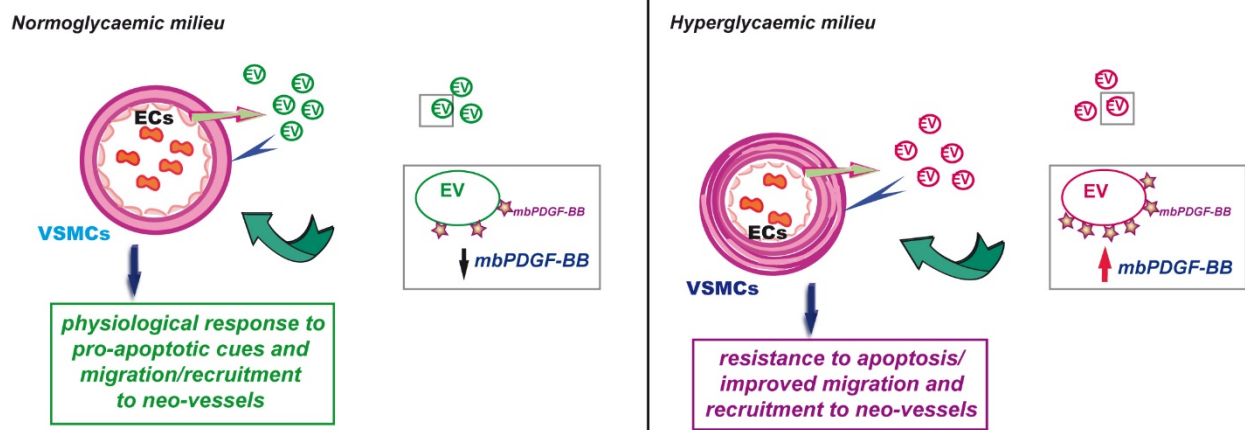 Normoglycaemic milieu
EV
EV
EV
EV
EV
EV
ECs
VSMCs
EV
EV
EV
EV
mbPDGF-BB
mbPDGF-BB
physiological response to
pro-apoptotic cues and
migration/recruitment
to neo-vessels
Hyperglycaemic milieu
EV
EV
EV
EV
EV
EV
ECs
VSMCs
EV
EV
EV
EV
mbPDGF-BB
mbPDGF-BB
resistance to apoptosis/
improved migration and
recruitment to neo-vessels